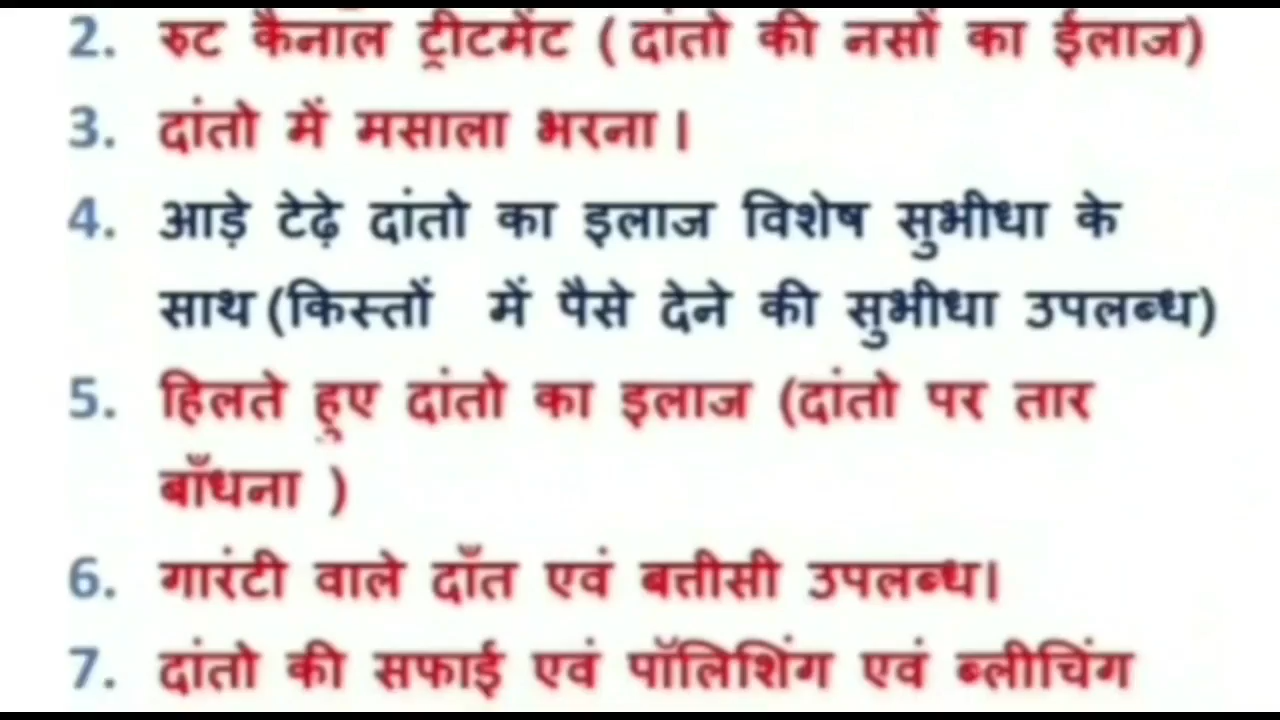 2. रुट कैनाल ट्रीटमेंट ( दांतो की नसों का ईलाज)
3. दांतो में मसाला भरना ।
4. आड़े टेढ़े दांतो का इलाज विशेष सुभीधा के
साथ (किस्तों में पैसे देने की सुभीधा उपलब्ध)
5. हिलते हुए दांतो का इलाज (दांतो पर तार
बाँधना )
6. गारंटी वाले दाँत एवं बत्तीसी उपलब्ध।
7. दांतो की सफाई एवं पॉलिशिंग एवं ब्लीचिंग